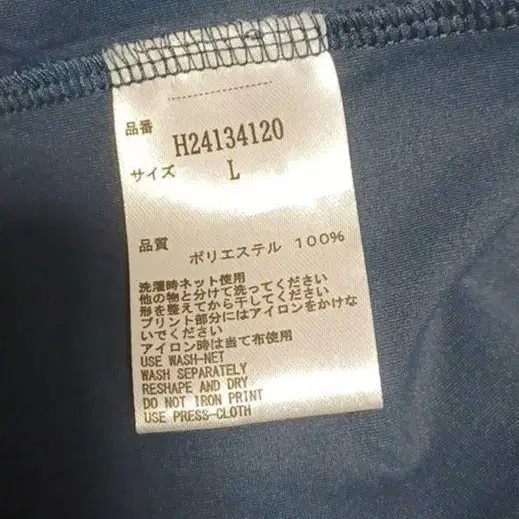 品番 H24134120
サイズ L
品質 ポリエステル 100%
洗濯時ネット使用
他の物と分けて洗ってください
形を整えてから干してください
プリント部分にはアイロンをかけな
いでください
アイロン時は当て布使用
USE WASH-NET
WASH SEPARATELY
RESHAPE AND DRY
DO NOT IRON PRINT
USE PRESS-CLOTH